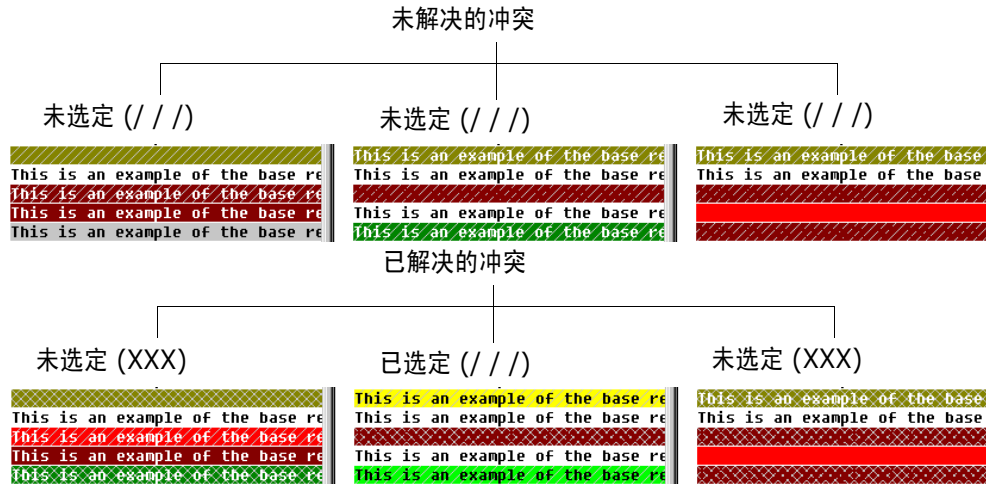 未解决的冲突
未选定 (/ / /)
未选定 (/ / /)
未选定 (/ / /)
This is an example of the base re
This is an example of the base re
This is an example of the base re
This is an example of the base re
This is an example of the base re
This is an example of the base re
This is an example of the base re
This is an example of the base re
This is an example of the base
This is an example of the base
已解决的冲突
未选定 (XXX)
已选定 (/ / /)
未选定 (XXX)
This is an example of the base re
This is an example of the base re
This is an example of the base re
This is an example of the base re
This is an example of the base re
This is an example of the base re
This is an example of the base re
This is an example of the base re
This is an example of the base
This is an example of the base